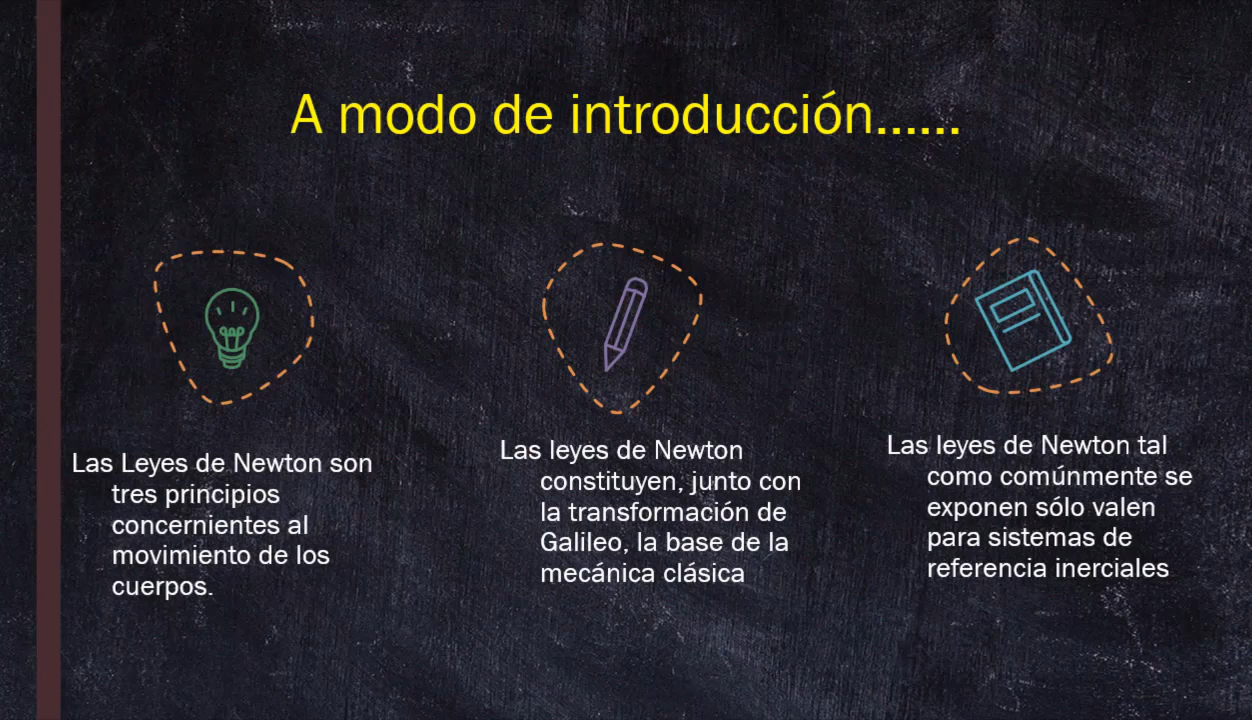 A modo de introducción......
Las Leyes de Newton son
tres principios
concernientes al
movimiento de los
cuerpos.
Las leyes de Newton
constituyen, junto con
la transformación de
Galileo, la base de la
mecánica clásica
Las leyes de Newton tal
como comúnmente se
exponen sólo valen
para sistemas de
referencia inerciales